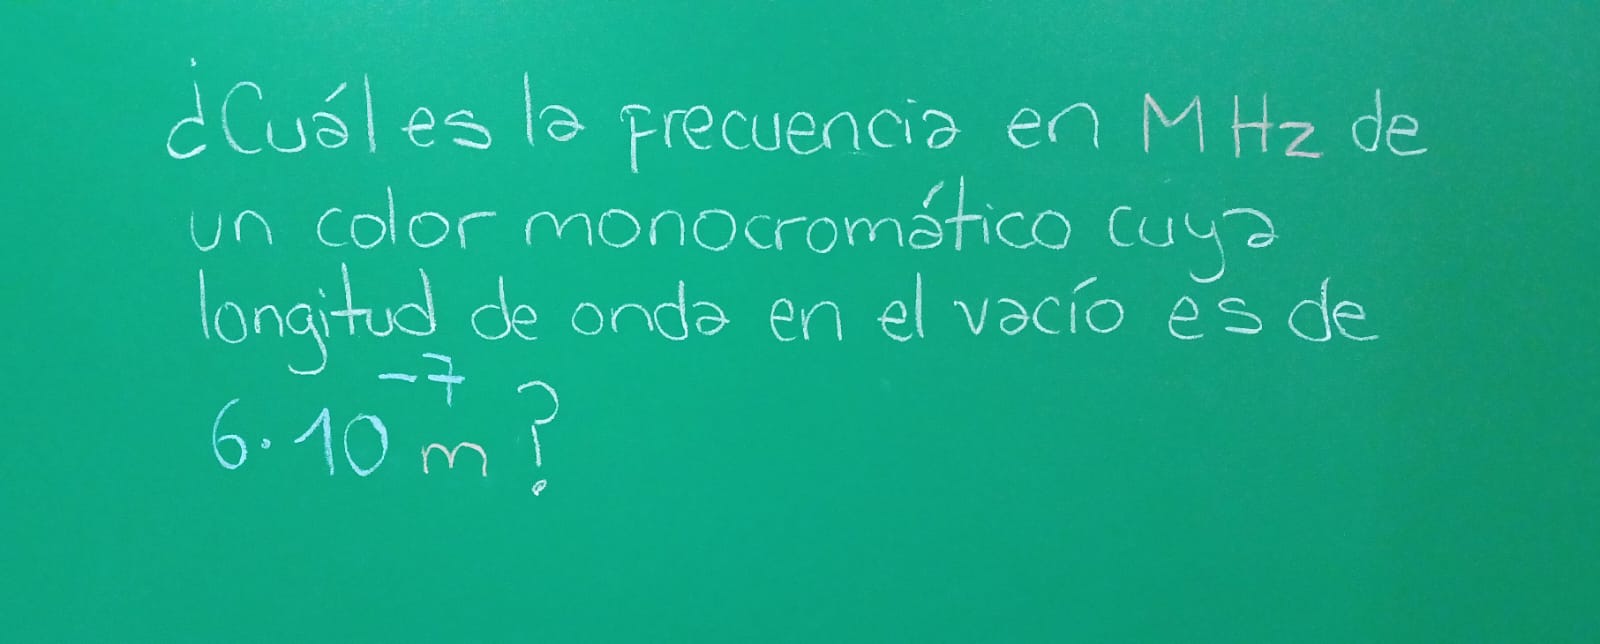 ¿Cuál es la frecuencia en MHz de
un color monocromático cuya
longitud de onda en el vacío es de
6·10⁻⁷ m?